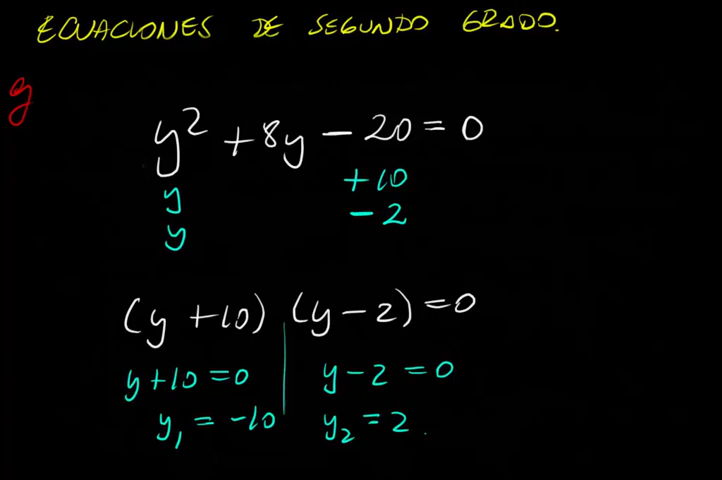 ECUACIONES DE SEGUNDO GRADO.
y² + 8y - 20 = 0
y +10
y - 2
(y + 10) (y - 2) = 0
y + 10 = 0 y - 2 = 0
y₁ = -10 y₂ = 2